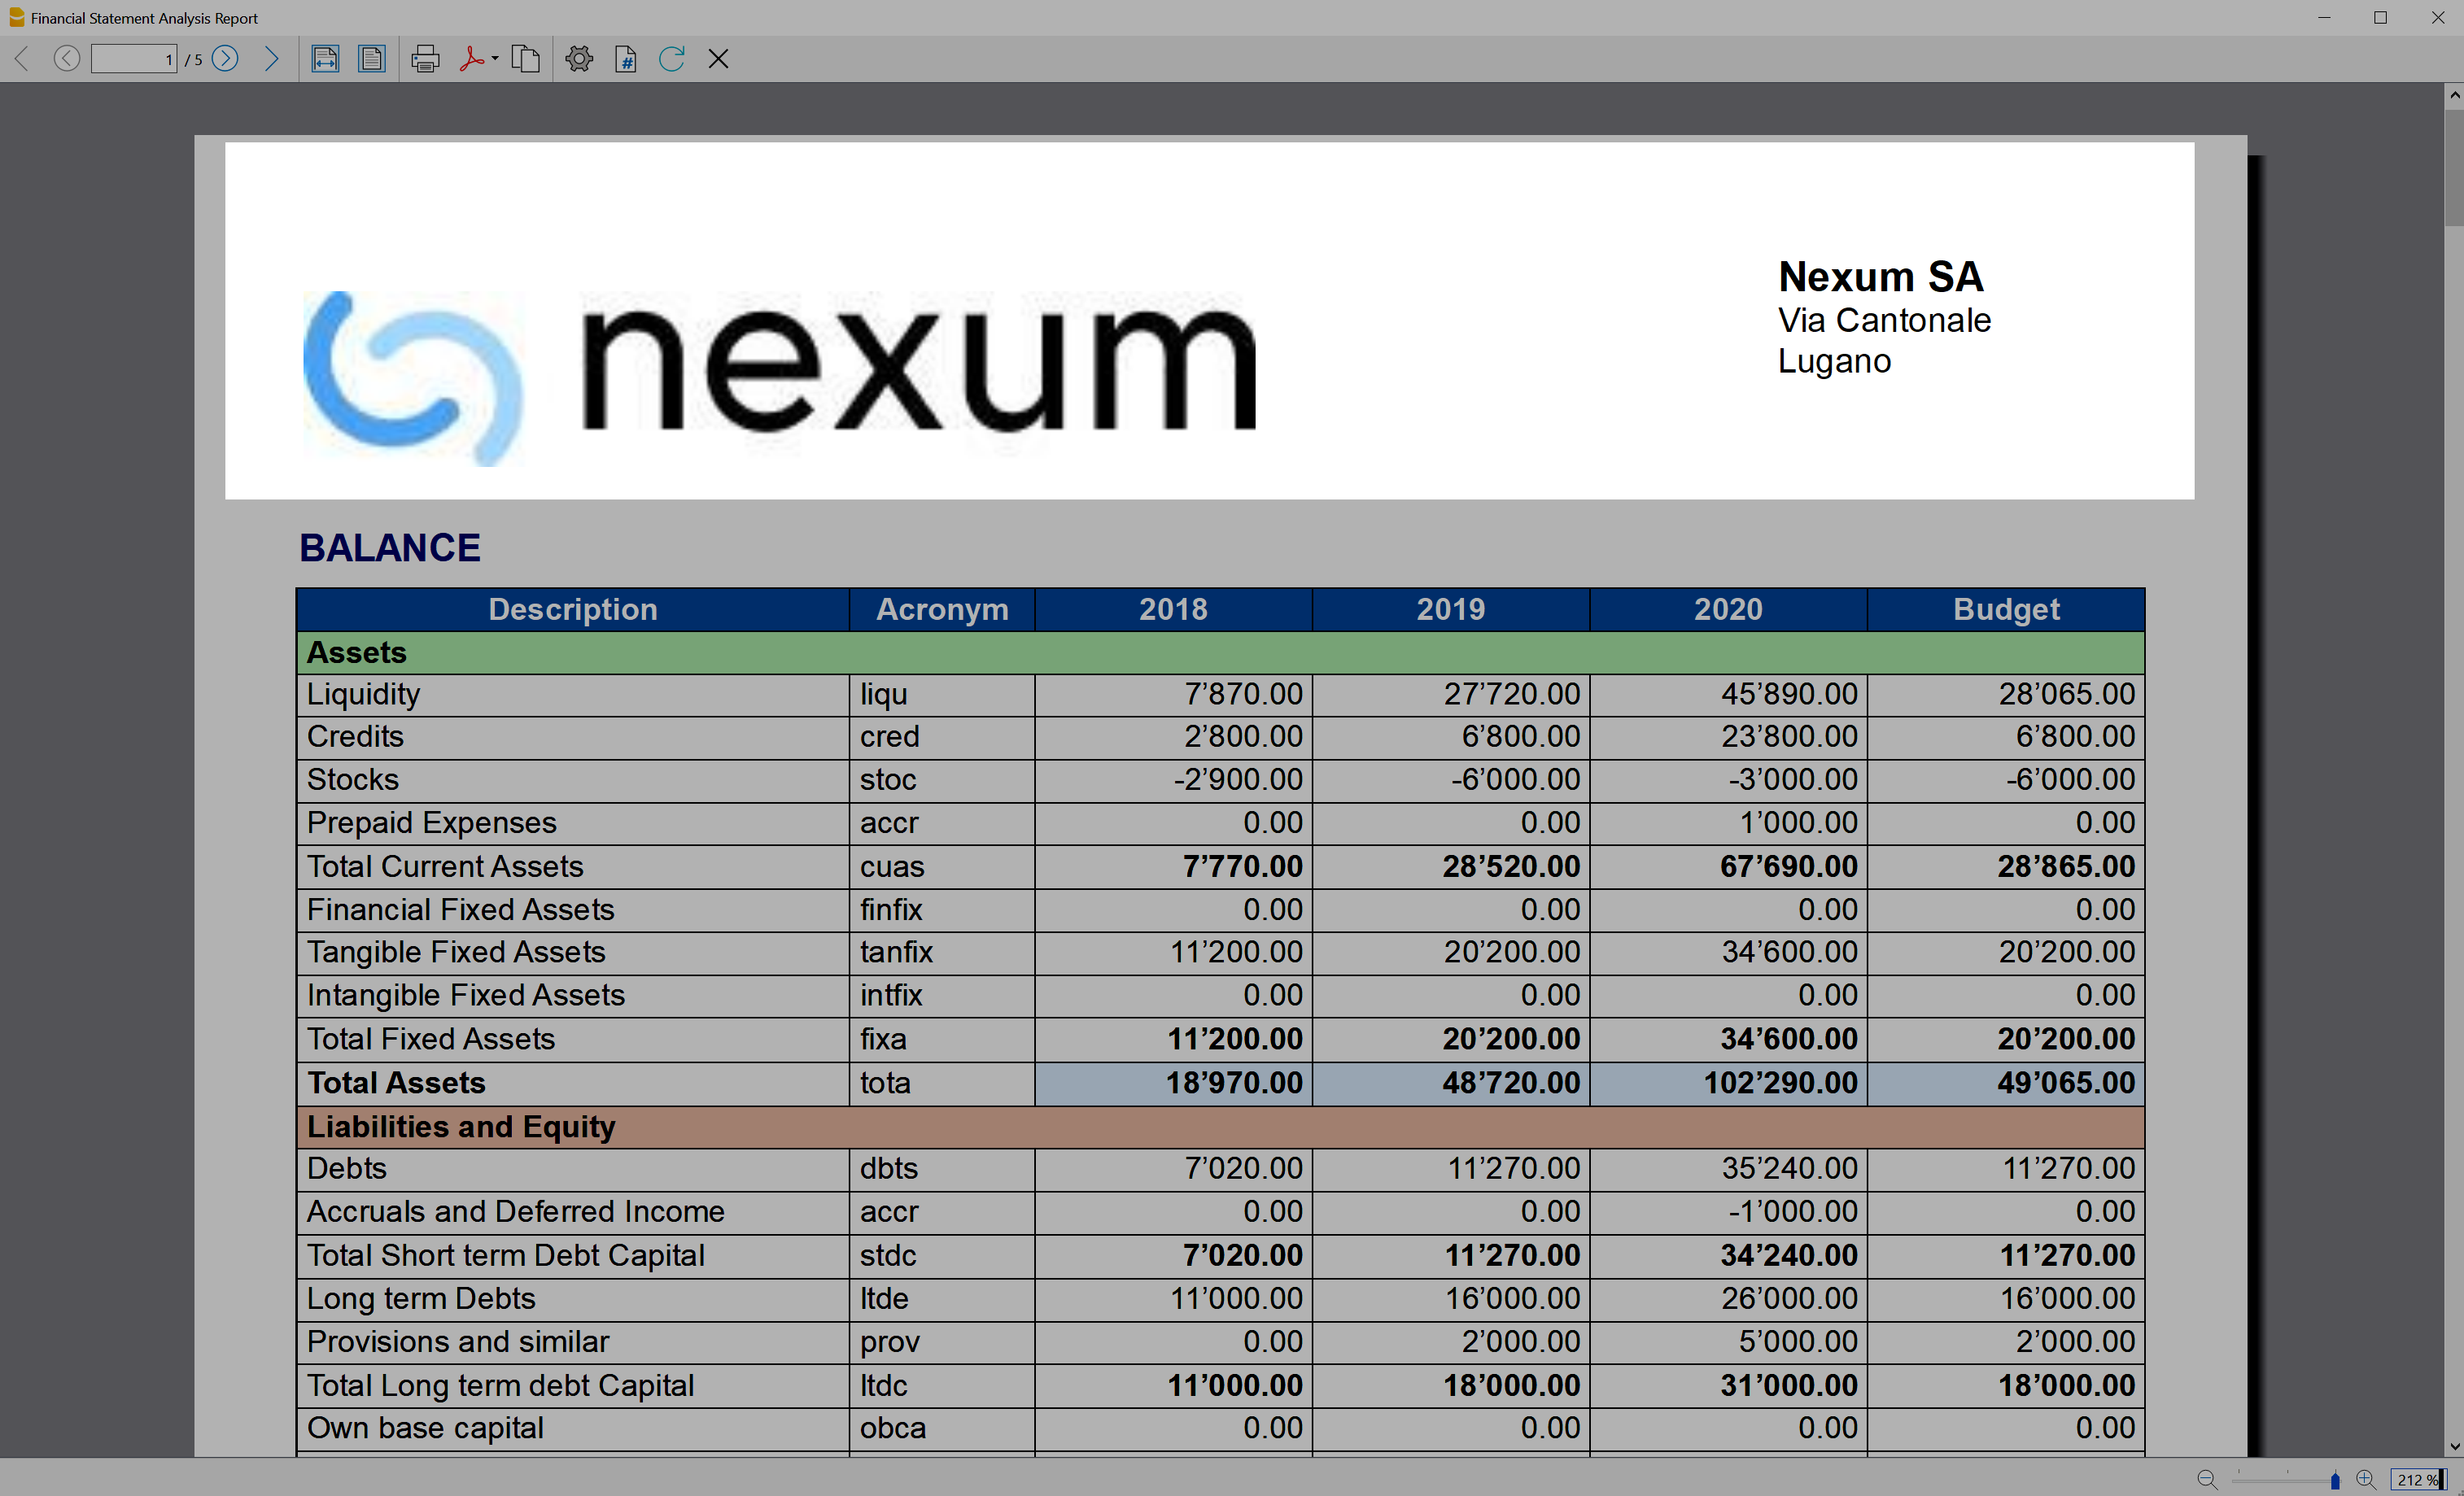 Financial Statement Analysis Report
1 / 5
nexum
Nexum SA
Via Cantonale
Lugano
BALANCE
Description Acronym 2018 2019 2020 Budget
Assets
Liquidity liqu 7’870.00 27’720.00 45’890.00 28’065.00
Credits cred 2’800.00 6’800.00 23’800.00 6’800.00
Stocks stoc -2’900.00 -6’000.00 -3’000.00 -6’000.00
Prepaid Expenses accr 0.00 0.00 1’000.00 0.00
Total Current Assets cuas 7’770.00 28’520.00 67’690.00 28’865.00
Financial Fixed Assets finfix 0.00 0.00 0.00 0.00
Tangible Fixed Assets tanfix 11’200.00 20’200.00 34’600.00 20’200.00
Intangible Fixed Assets intfix 0.00 0.00 0.00 0.00
Total Fixed Assets fixa 11’200.00 20’200.00 34’600.00 20’200.00
Total Assets tota 18’970.00 48’720.00 102’290.00 49’065.00
Liabilities and Equity
Debts dbts 7’020.00 11’270.00 35’240.00 11’270.00
Accruals and Deferred Income accr 0.00 0.00 -1’000.00 0.00
Total Short term Debt Capital stdc 7’020.00 11’270.00 34’240.00 11’270.00
Long term Debts ltde 11’000.00 16’000.00 26’000.00 16’000.00
Provisions and similar prov 0.00 2’000.00 5’000.00 2’000.00
Total Long term debt Capital ltdc 11’000.00 18’000.00 31’000.00 18’000.00
Own base capital obca 0.00 0.00 0.00 0.00
212 %